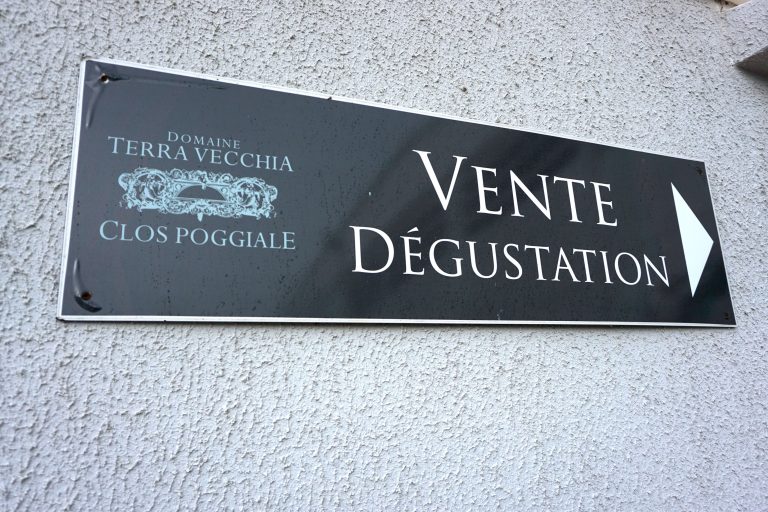 DOMAINE
TERRA VECCHIA
CLOS POGGIALE
VENTE
DÉGUSTATION